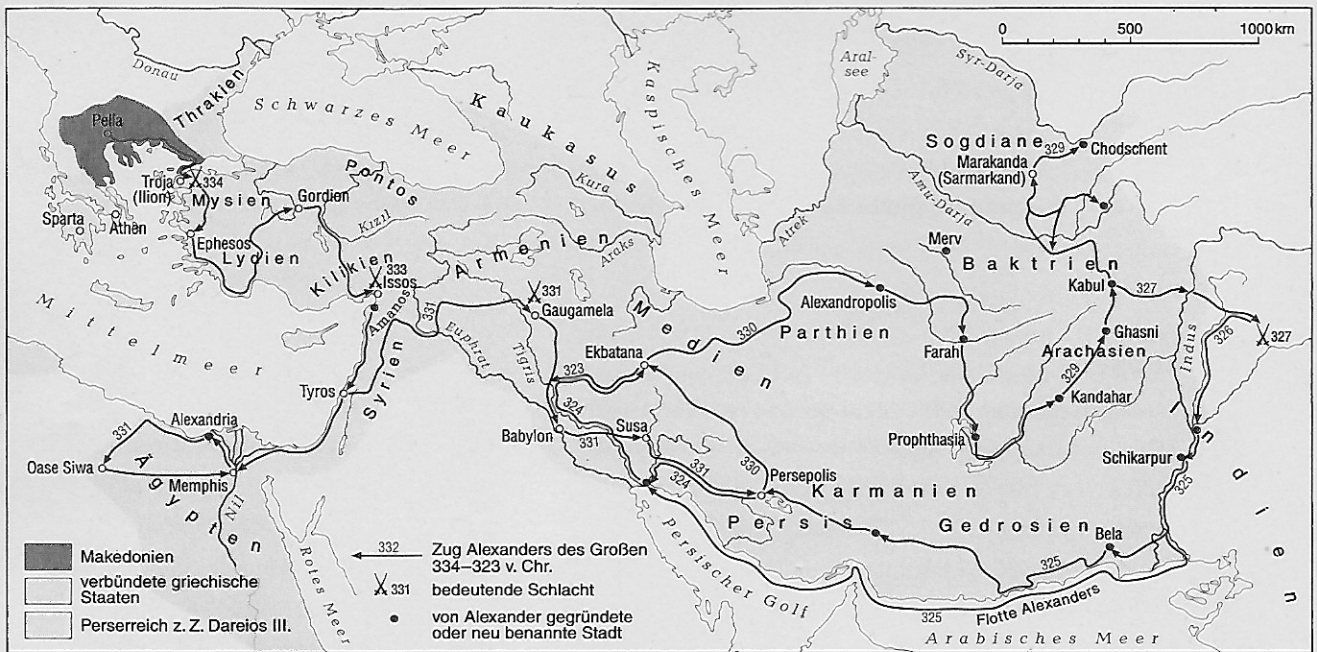 0 500 1000 km
Donau
Thrakien
Pella
Schwarzes Meer
Kaukasus
Kaspisches Meer
Aral-
see
Syr-Darja
Sogdiane
329
Chodschent
Marakanda
(Sarmarkand)
Amu-Darja
Troja
(Ilion)
334
Mysien
Pontos
Gordien
Kura
Kizil
Armenien
Araks
Atrek
Merv
Baktrien
Sparta
Athen
Ephesos
Lydien
Kilikien
333
Issos
Amanos
331
331
Gaugamela
Medien
330
Alexandropolis
Parthien
Kabul
327
Ghasni
Arachasien
Indus
326
327
Mittelmeer
Syrien
Euphrat
Tigris
Ekbatana
323
Farahl
329
Kandahar
Tyros
324
Babylon
331
Susa
Prophthasia
Alexandria
331
Oase Siwa
Memphis
Ägypten
Nil
331
324
330
Persepolis
Karmanien
Schikarpur
325
Indien
Persis
Gedrosien
Bela
325
Persischer Golf
Rotes Meer
325
Flotte Alexanders
Arabisches Meer
Makedonien
verbündete griechische
Staaten
Perserreich z. Z. Dareios III.
332
Zug Alexanders des Großen
334–323 v. Chr.
331
bedeutende Schlacht
von Alexander gegründete
oder neu benannte Stadt